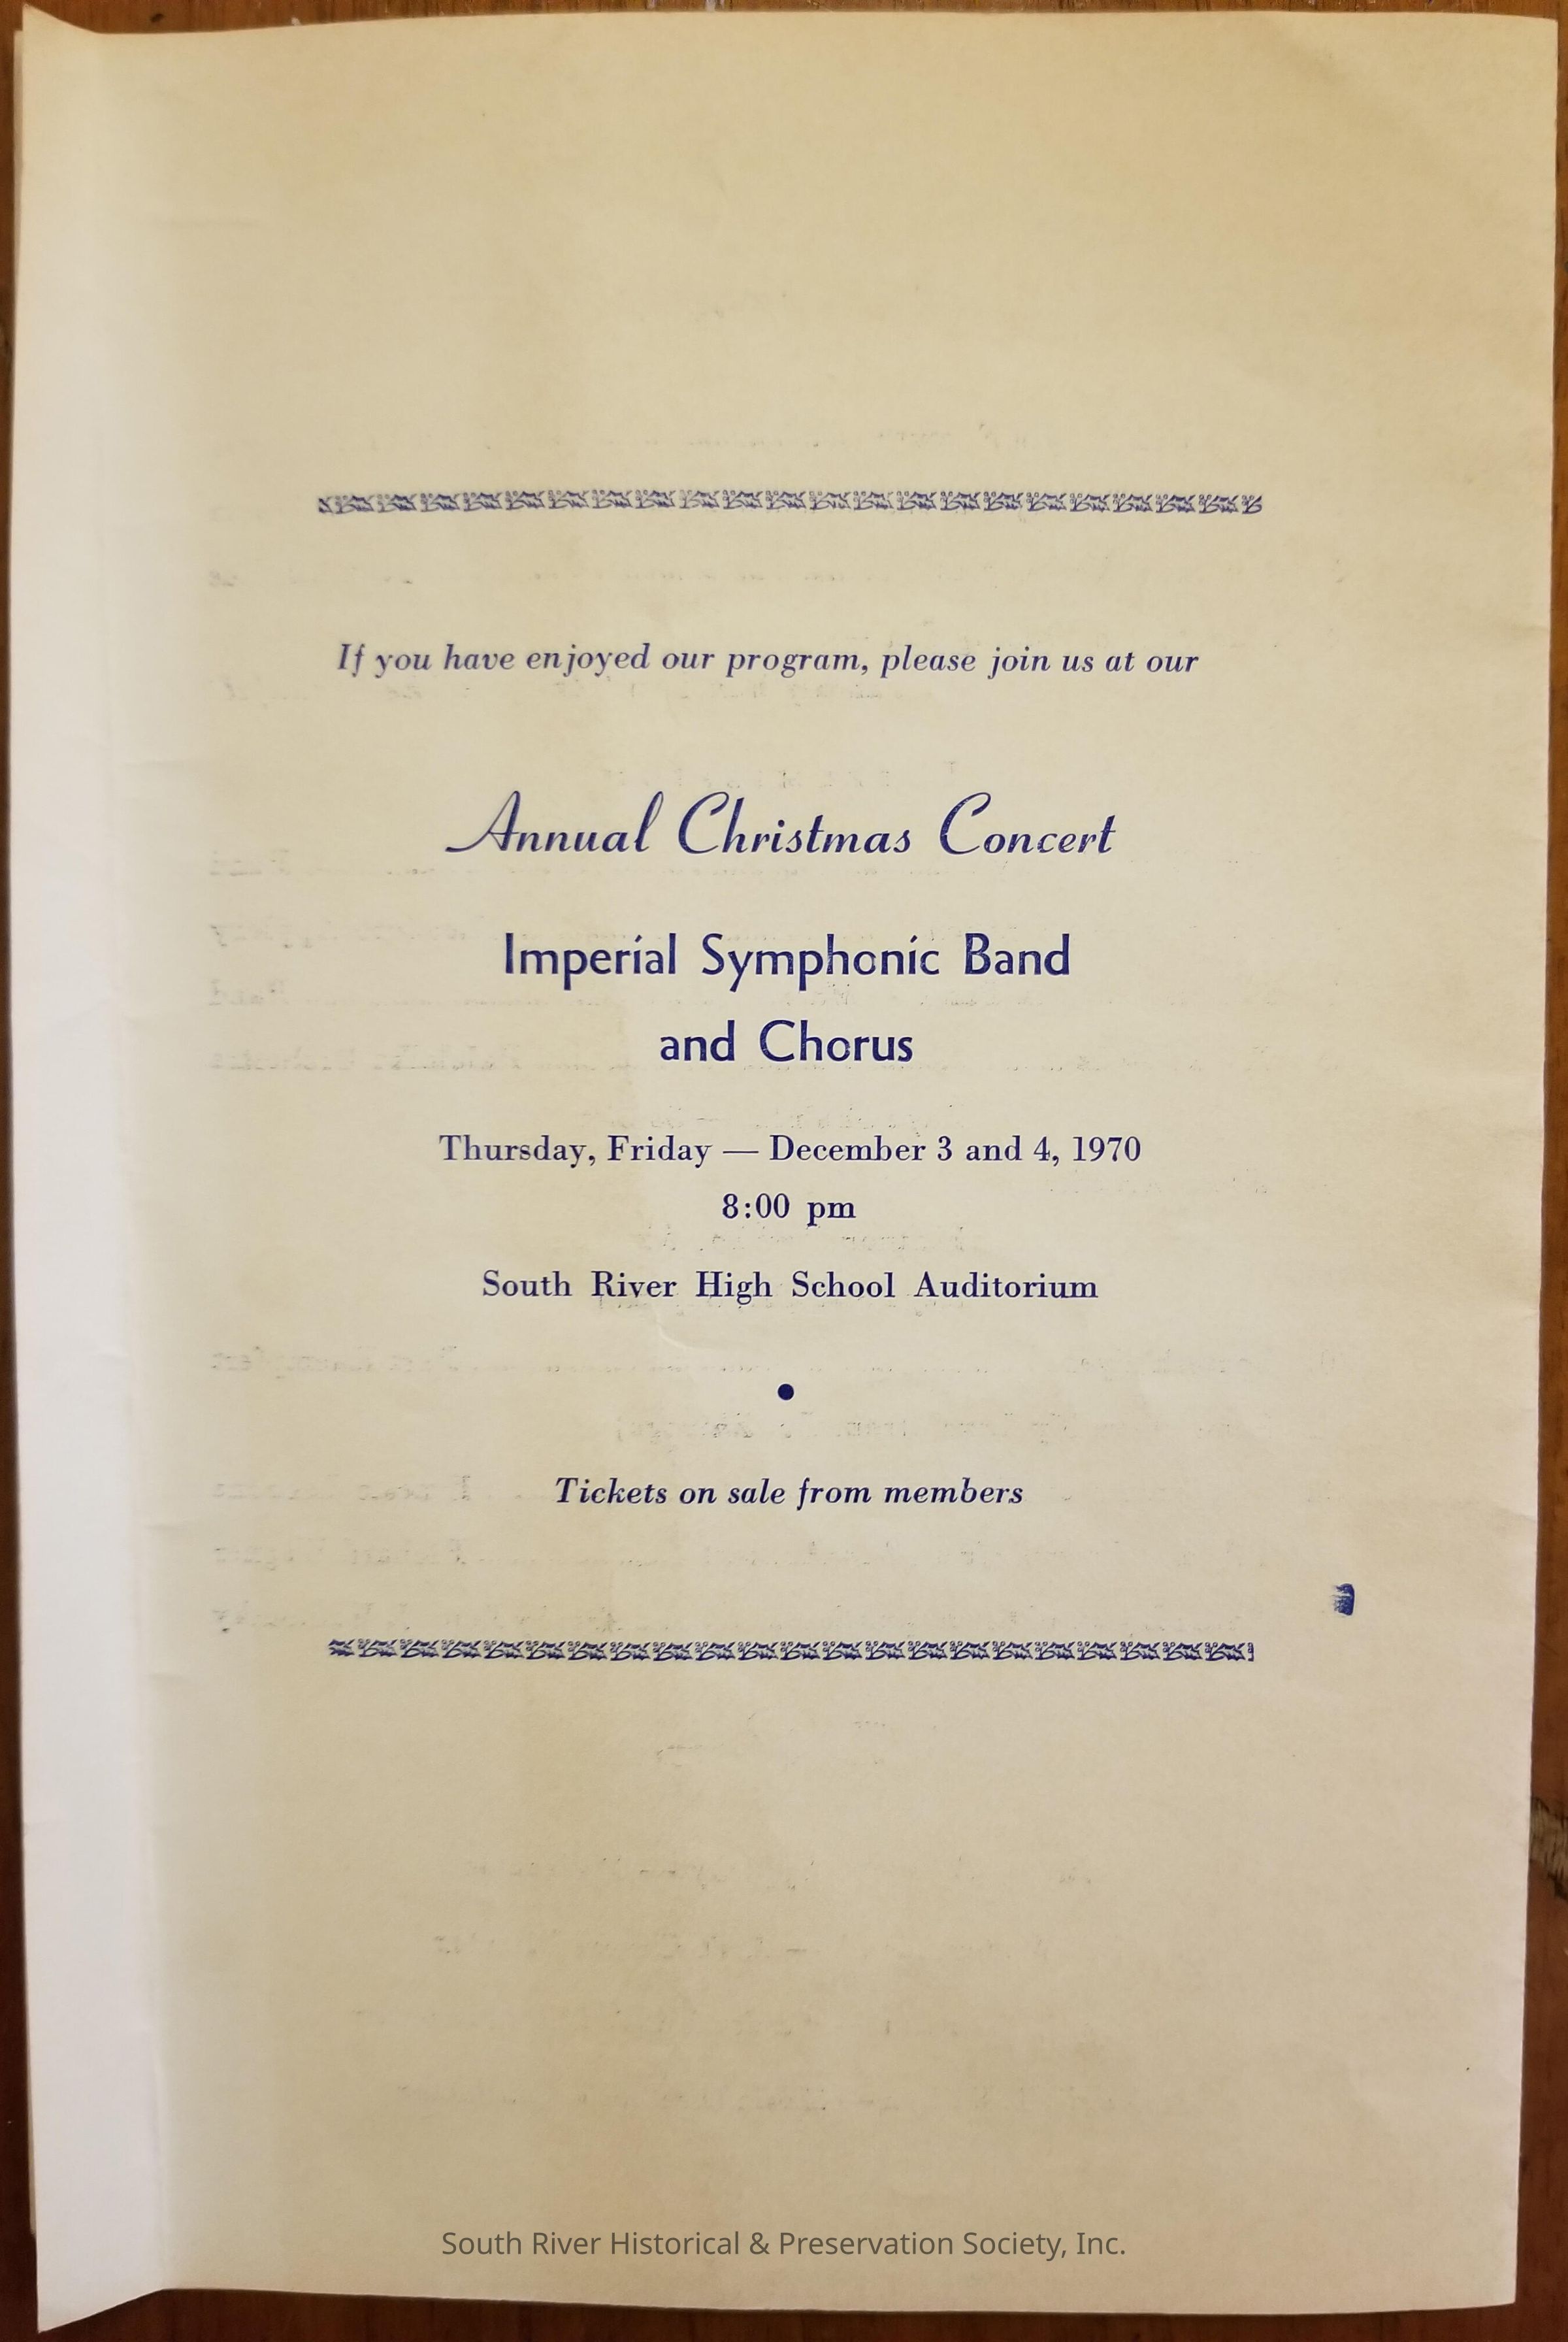 If you have enjoyed our program, please join us at our
Annual Christmas Concert
Imperial Symphonic Band
and Chorus
Thursday, Friday — December 3 and 4, 1970
8:00 pm
South River High School Auditorium
•
Tickets on sale from members
South River Historical & Preservation Society, Inc.